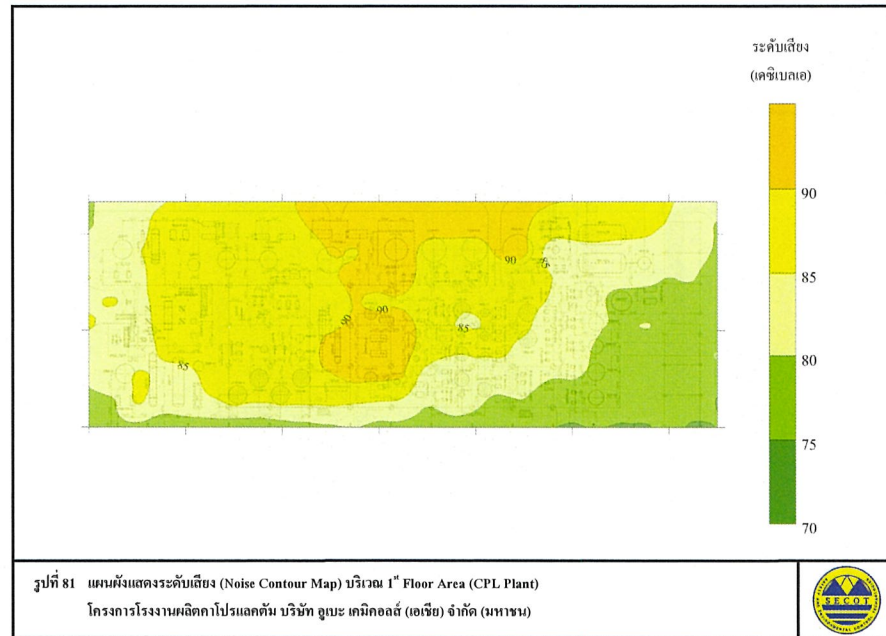 ระดับเสียง
(เดซิเบลเอ)
90
85
80
75
70
90
90
90
85
85
รูปที่ 81 แผนผังแสดงระดับเสียง (Noise Contour Map) บริเวณ 1st Floor Area (CPL Plant)
โครงการโรงงานผลิตคาโปรแลคตัม บริษัท อูเบะ เคมิคอลส์ (เอเชีย) จำกัด (มหาชน)
SECOT